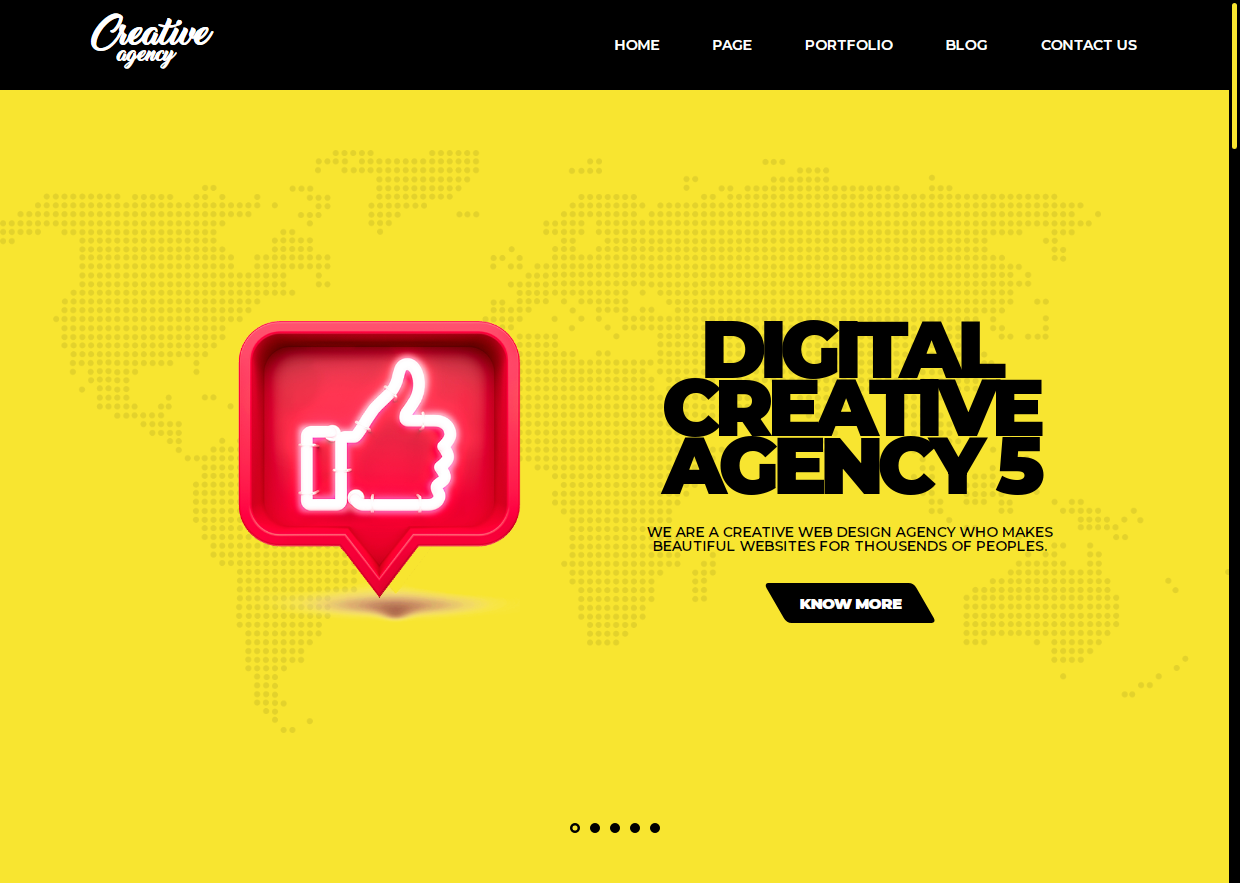 Creative
agency
HOME
PAGE
PORTFOLIO
BLOG
CONTACT US
DIGITAL
CREATIVE
AGENCY 5
WE ARE A CREATIVE WEB DESIGN AGENCY WHO MAKES
BEAUTIFUL WEBSITES FOR THOUSENDS OF PEOPLES.
KNOW MORE